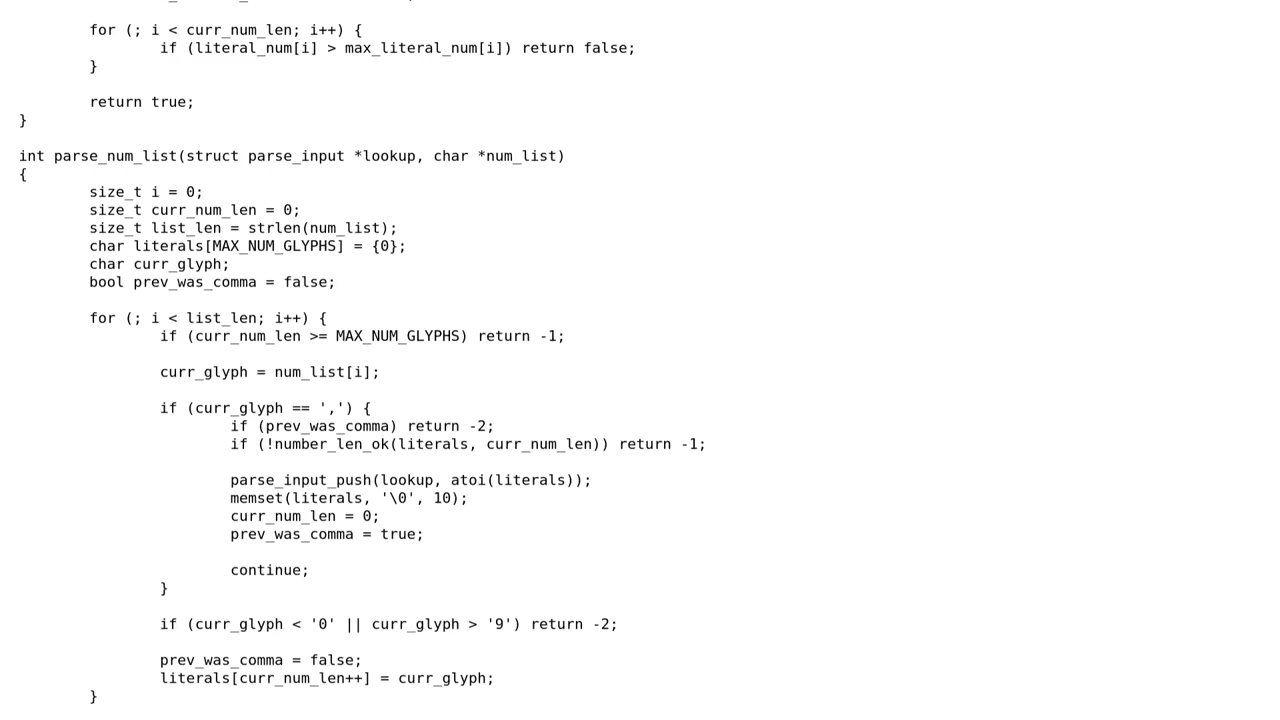 for (; i < curr_num_len; i++) {
if (literal_num[i] > max_literal_num[i]) return false;
}
return true;
}
int parse_num_list(struct parse_input *lookup, char *num_list)
{
size_t i = 0;
size_t curr_num_len = 0;
size_t list_len = strlen(num_list);
char literals[MAX_NUM_GLYPHS] = {0};
char curr_glyph;
bool prev_was_comma = false;
for (; i < list_len; i++) {
if (curr_num_len >= MAX_NUM_GLYPHS) return -1;
curr_glyph = num_list[i];
if (curr_glyph == ',') {
if (prev_was_comma) return -2;
if (!number_len_ok(literals, curr_num_len)) return -1;
parse_input_push(lookup, atoi(literals));
memset(literals, '\0', 10);
curr_num_len = 0;
prev_was_comma = true;
continue;
}
if (curr_glyph < '0' || curr_glyph > '9') return -2;
prev_was_comma = false;
literals[curr_num_len++] = curr_glyph;
}